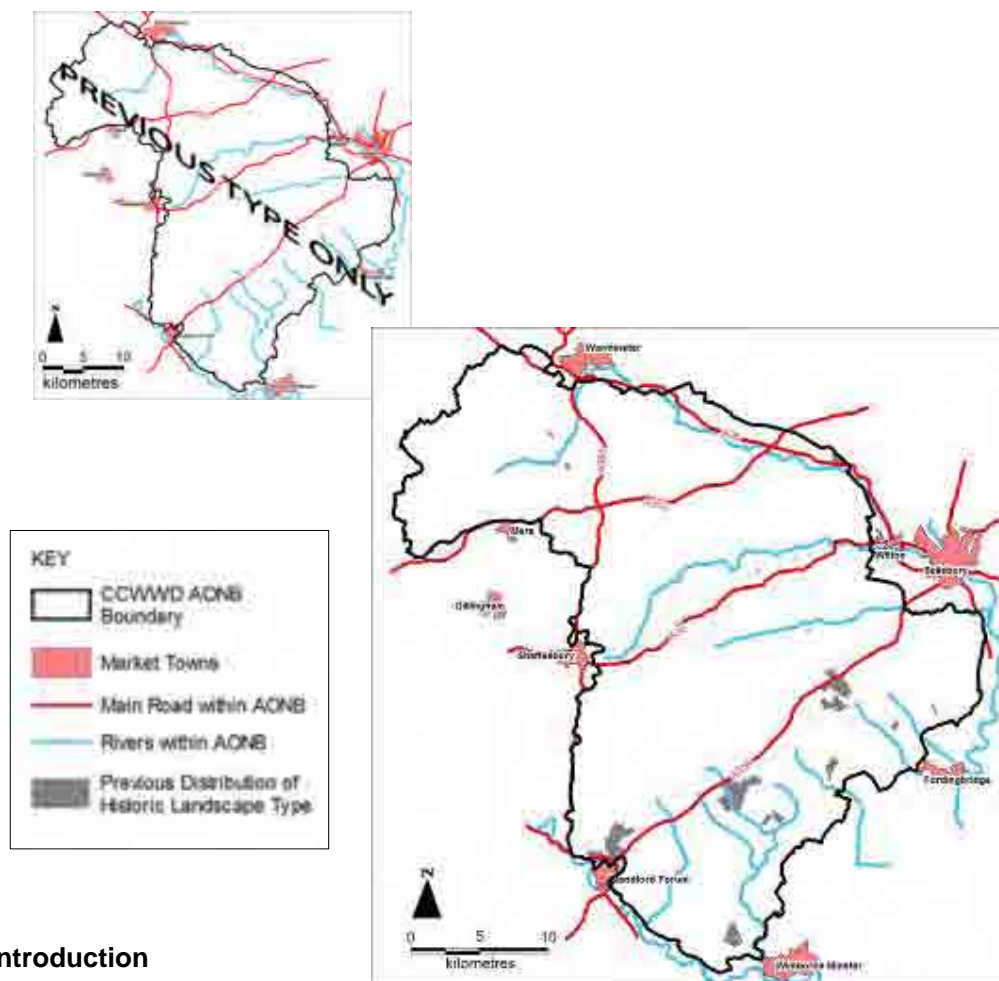 PREVIOUS TYPE ONLY
N
0 5 10
kilometres
Warminster
Mere
Wilton
Salisbury
Gillingham
Shaftesbury
Fordingbridge
Blandford Forum
Wimborne Minster
N
0 5 10
kilometres
KEY
CCWWD AONB
Boundary
Market Towns
Main Road within AONB
Rivers within AONB
Previous Distribution of
Historic Landscape Type
ntroduction